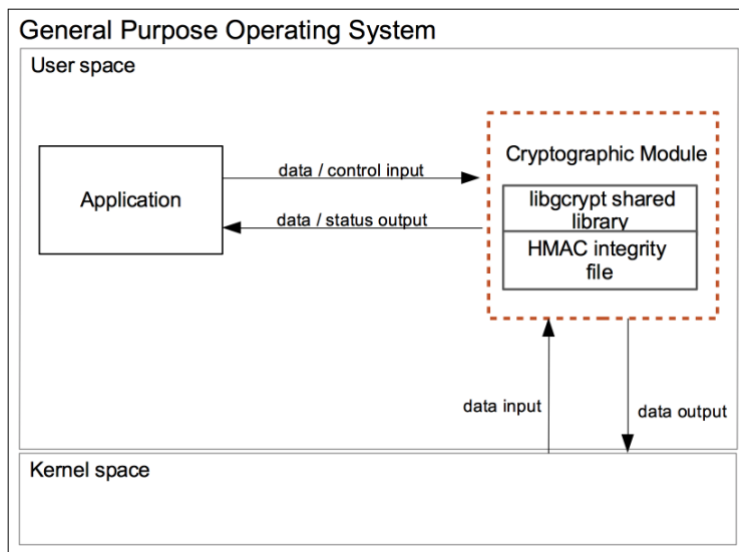 General Purpose Operating System
User space
Application
data / control input
data / status output
Cryptographic Module
libgcrypt shared
library
HMAC integrity
file
data input
data output
Kernel space